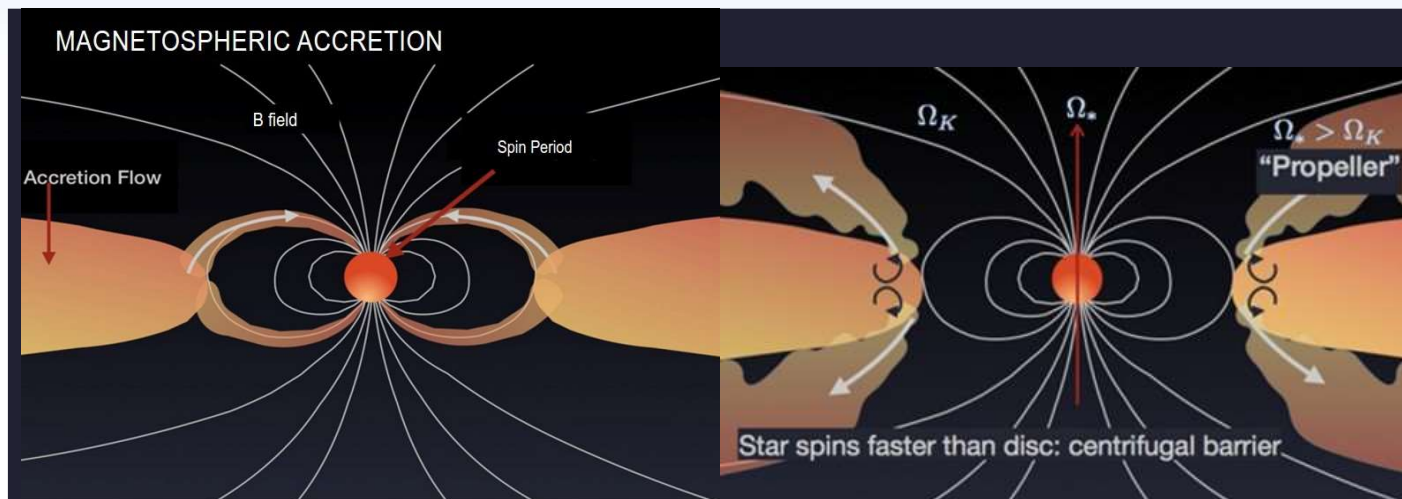 MAGNETOSPHERIC ACCRETION
B field
Spin Period
Accretion Flow
Ω_K
Ω_*
Ω_* > Ω_K
“Propeller”
Star spins faster than disc: centrifugal barrier